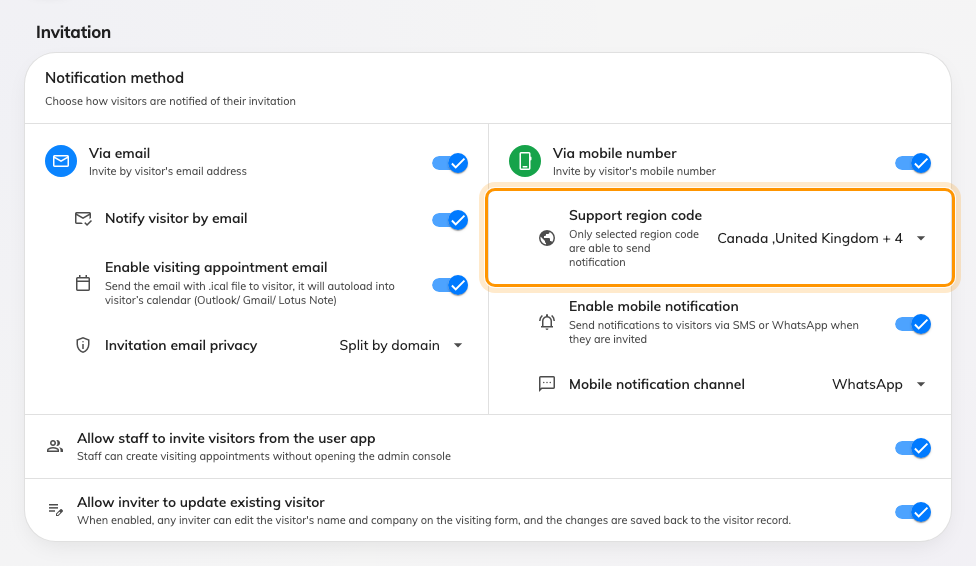 Invitation
Notification method
Choose how visitors are notified of their invitation
Via email
Invite by visitor's email address
Notify visitor by email
Enable visiting appointment email
Send the email with .ical file to visitor, it will autoload into
visitor's calendar (Outlook/ Gmail/ Lotus Note)
Invitation email privacy
Split by domain
Via mobile number
Invite by visitor's mobile number
Support region code
Only selected region code
are able to send
notification
Canada ,United Kingdom + 4
Enable mobile notification
Send notifications to visitors via SMS or WhatsApp when
they are invited
Mobile notification channel
WhatsApp
Allow staff to invite visitors from the user app
Staff can create visiting appointments without opening the admin console
Allow inviter to update existing visitor
When enabled, any inviter can edit the visitor's name and company on the visiting form, and the changes are saved back to the visitor record.